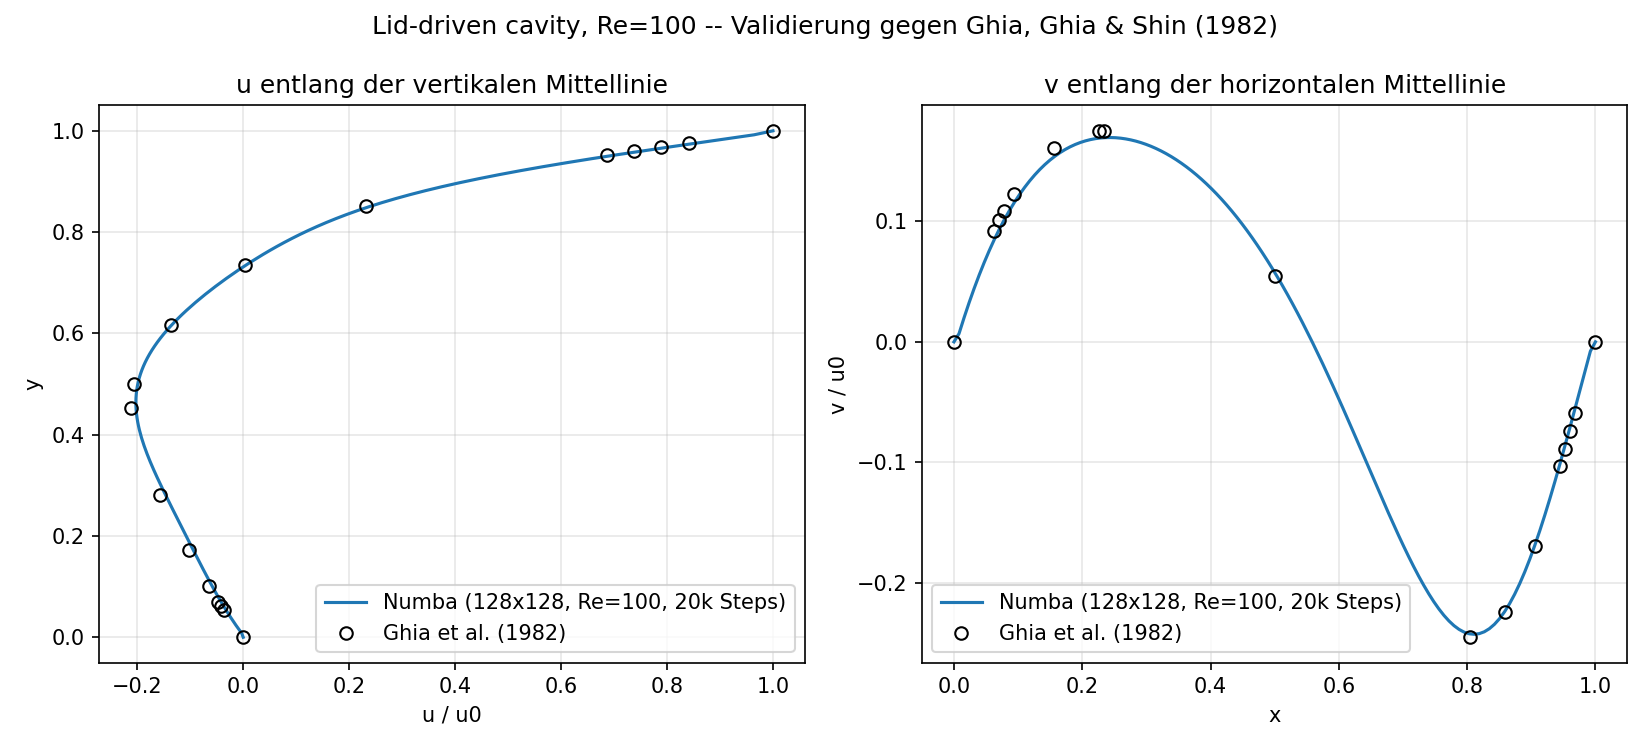 Lid-driven cavity, Re=100 -- Validierung gegen Ghia, Ghia & Shin (1982)
u entlang der vertikalen Mittellinie
1.0
0.8
0.6
0.4
0.2
0.0
y
−0.2
0.0
0.2
0.4
0.6
0.8
1.0
u / u0
Numba (128x128, Re=100, 20k Steps)
Ghia et al. (1982)
v entlang der horizontalen Mittellinie
0.1
0.0
−0.1
−0.2
v / u0
0.0
0.2
0.4
0.6
0.8
1.0
x
Numba (128x128, Re=100, 20k Steps)
Ghia et al. (1982)